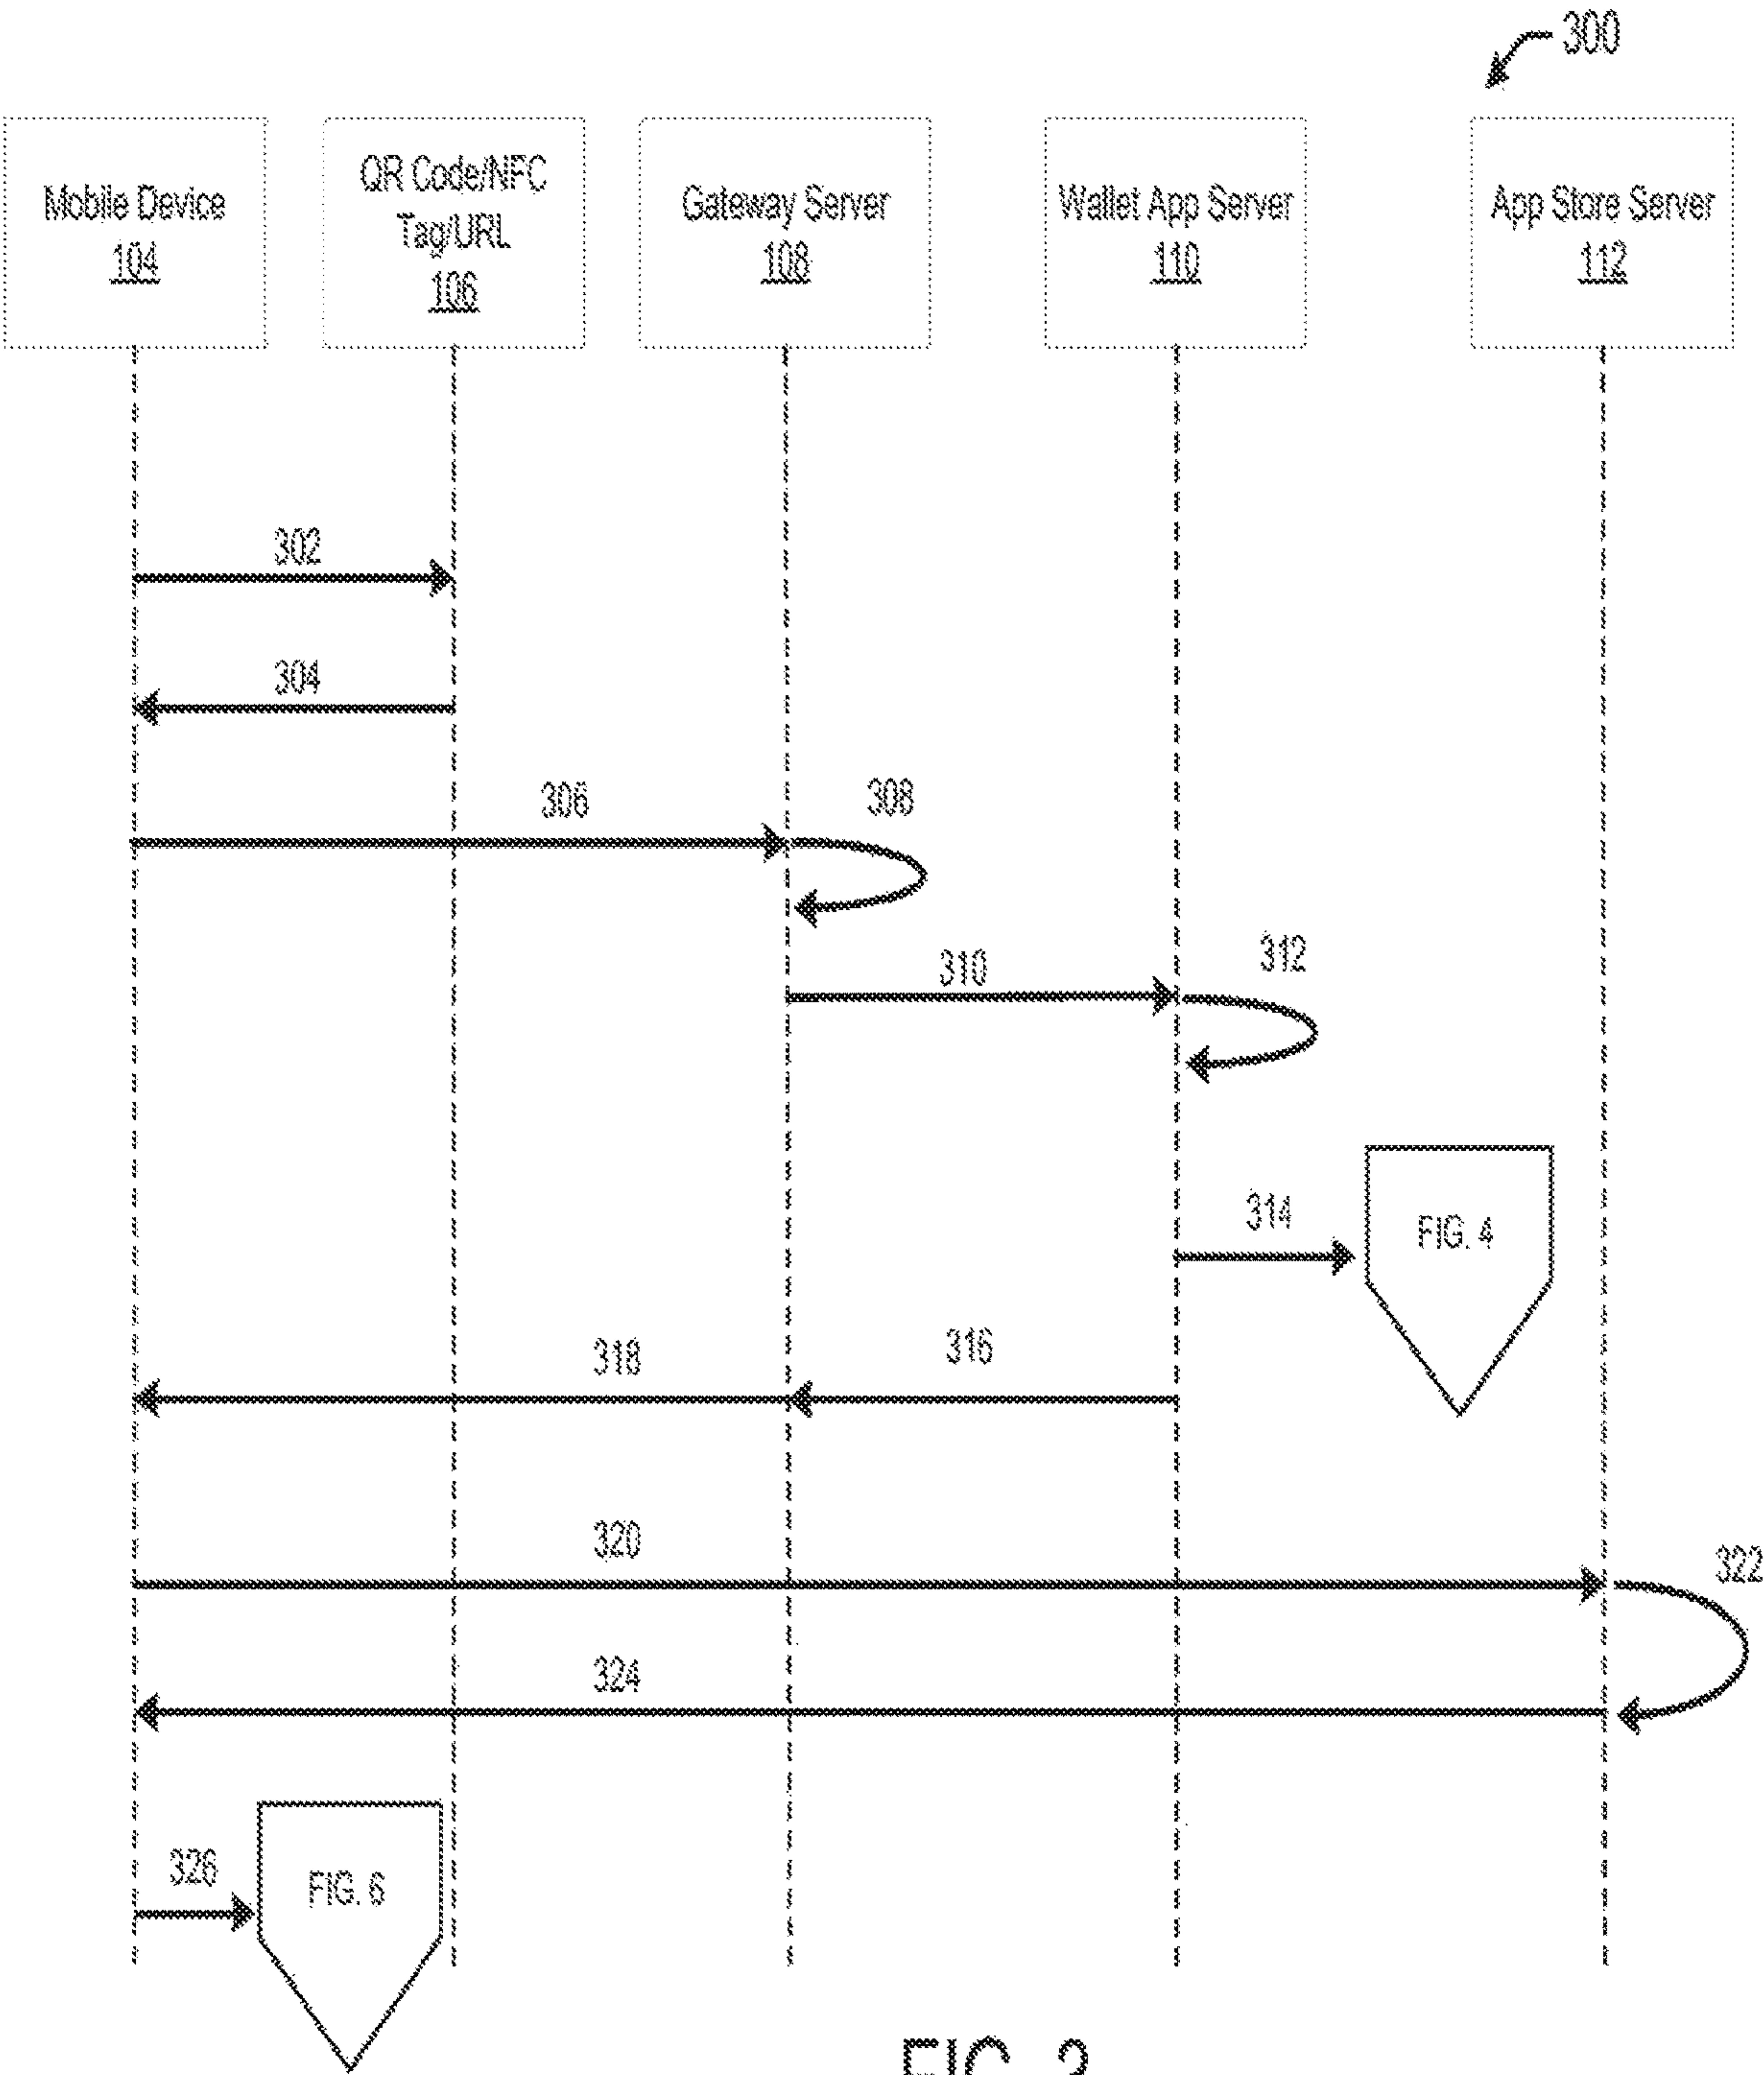 300
Mobile Device
104
QR Code/NFC
Tag/URL
106
Gateway Server
108
Wallet App Server
110
App Store Server
112
302
304
306
308
310
312
314
FIG. 4
318
316
320
322
324
326
FIG. 6
FIG. 3